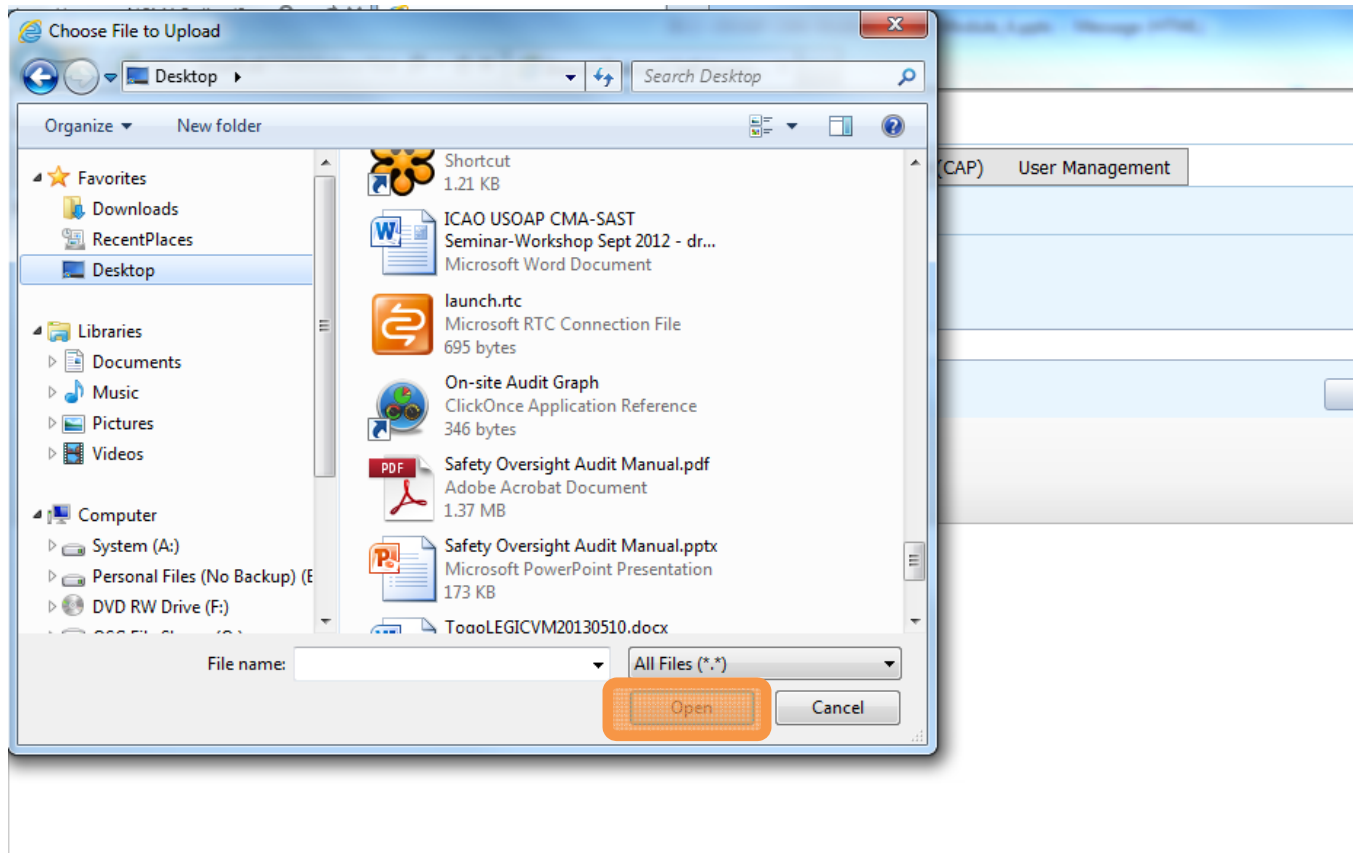 Choose File to Upload
Desktop
Search Desktop
Organize
New folder
(CAP) User Management
Favorites
Downloads
RecentPlaces
Desktop
Libraries
Documents
Music
Pictures
Videos
Computer
System (A:)
Personal Files (No Backup) (E
DVD RW Drive (F:)
Shortcut
1.21 KB
W
ICAO USOAP CMA-SAST
Seminar-Workshop Sept 2012 - dr...
Microsoft Word Document
launch.rtc
Microsoft RTC Connection File
695 bytes
On-site Audit Graph
ClickOnce Application Reference
346 bytes
PDF
Safety Oversight Audit Manual.pdf
Adobe Acrobat Document
1.37 MB
P
Safety Oversight Audit Manual.pptx
Microsoft PowerPoint Presentation
173 KB
TogoLEGICVM20130510.docx
File name:
All Files (*.*)
Open
Cancel